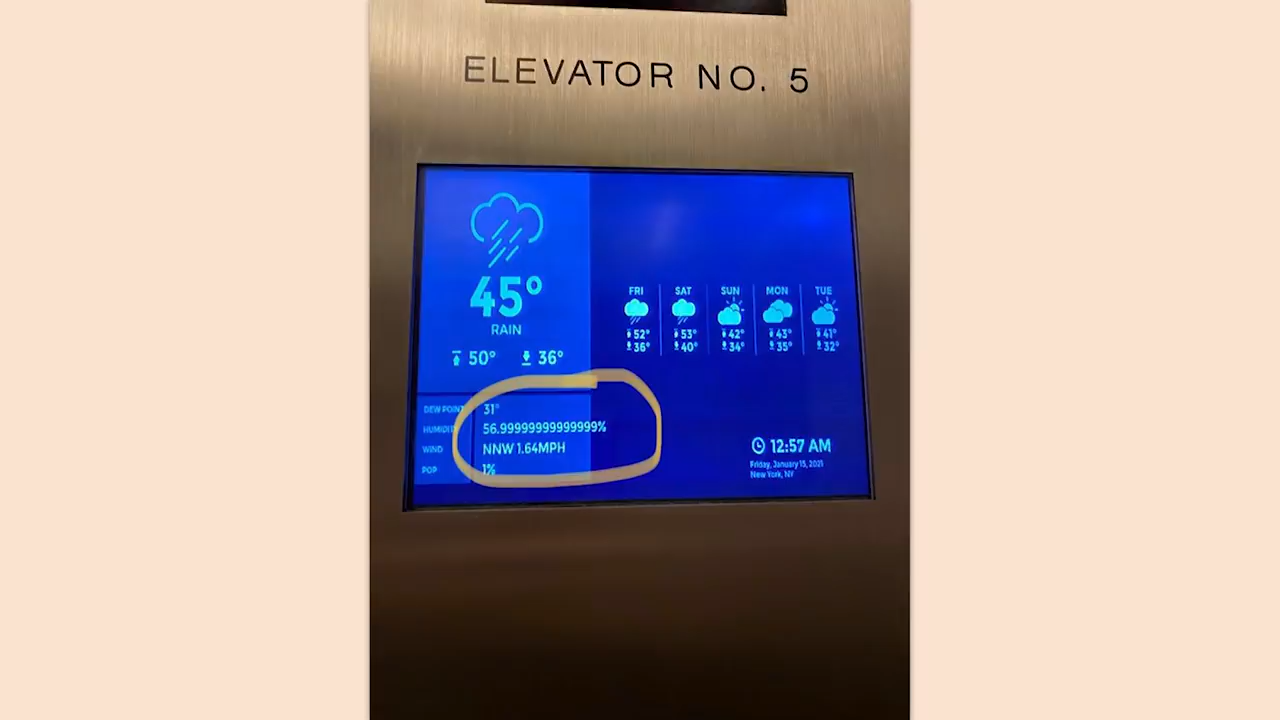 ELEVATOR NO. 5
45°
RAIN
50° 36°
DEW POINT 31°
HUMIDITY 56.99999999999999%
WIND NNW 1.64MPH
POP 1%
FRI SAT SUN MON TUE
52° 53° 42° 43° 41°
36° 40° 34° 35° 32°
12:57 AM
Friday, January 15, 2021
New York, NY